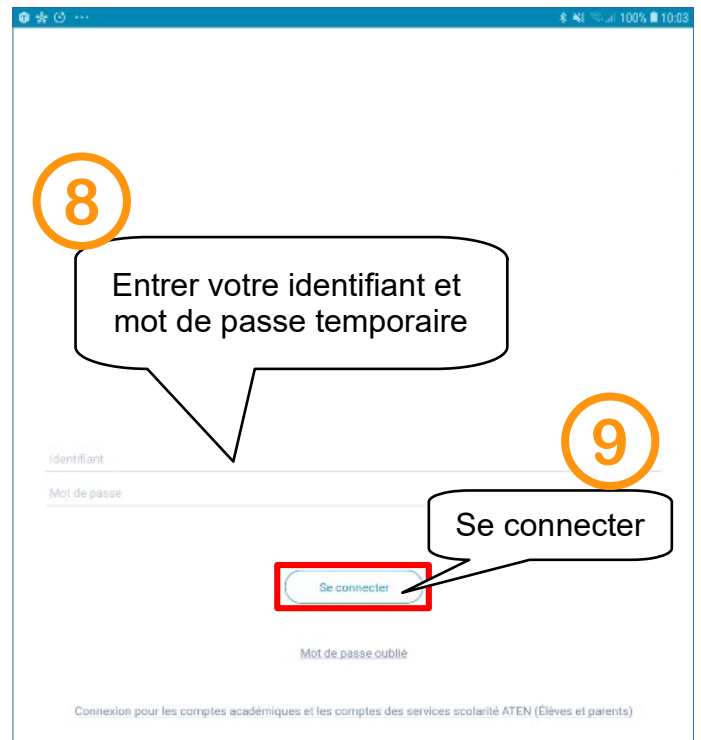 100% 10:03
8
Entrer votre identifiant et
mot de passe temporaire
9
Identifiant
Mot de passe
Se connecter
Se connecter
Mot de passe oublié
Connexion pour les comptes académiques et les comptes des services scolarité ATEN (Élèves et parents)